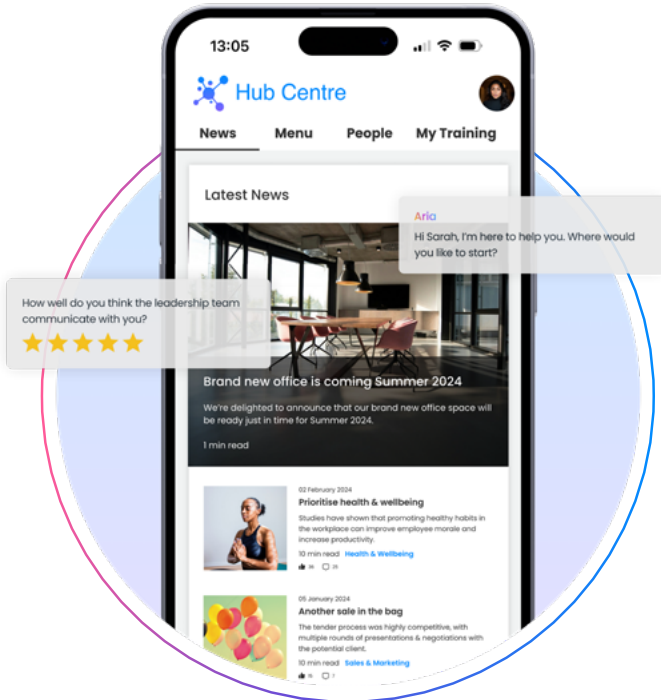 13:05
Hub Centre
News Menu People My Training
Latest News
Aria
Hi Sarah, I'm here to help you. Where would
you like to start?
How well do you think the leadership team
communicate with you?
Brand new office is coming Summer 2024
We're delighted to announce that our brand new office space will
be ready just in time for Summer 2024.
1 min read
02 February 2024
Prioritise health & wellbeing
Studies have shown that promoting healthy habits in
the workplace can improve employee morale and
increase productivity.
10 min read Health & Wellbeing
05 January 2024
Another sale in the bag
The tender process was highly competitive, with
multiple rounds of presentations & negotiations with
the potential client.
10 min read Sales & Marketing